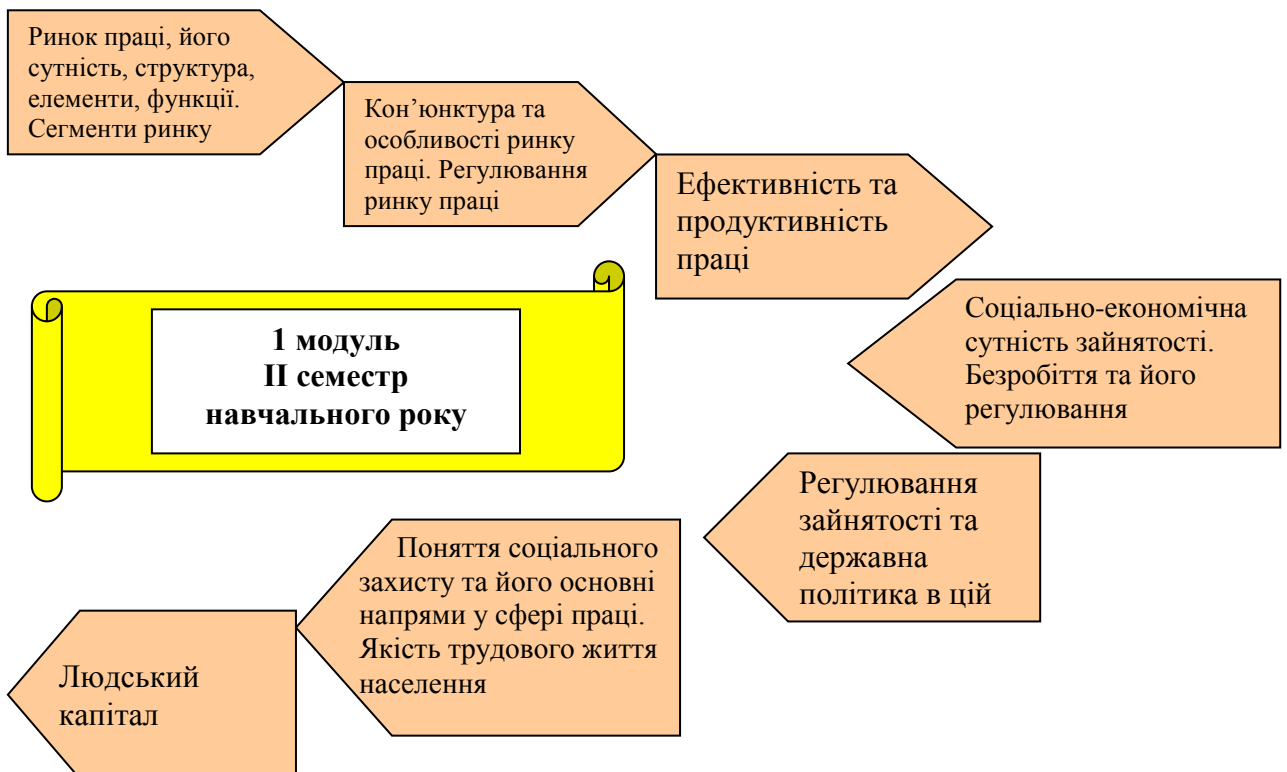 Ринок праці, його
сутність, структура,
елементи, функції.
Сегменти ринку
Кон’юнктура та
особливості ринку
праці. Регулювання
ринку праці
Ефективність та
продуктивність
праці
1 модуль
ІІ семестр
навчального року
Соціально-економічна
сутність зайнятості.
Безробіття та його
регулювання
Регулювання
зайнятості та
державна
політика в цій
Поняття соціального
захисту та його основні
напрями у сфері праці.
Якість трудового життя
населення
Людський
капітал